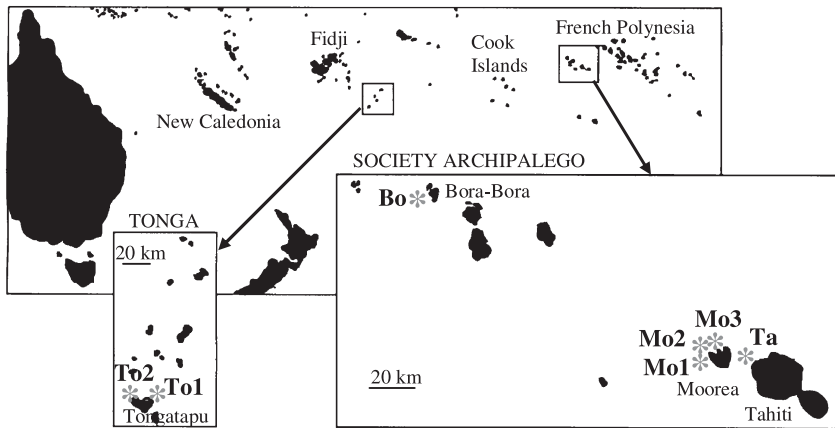 French Polynesia
Fidji
Cook
Islands
New Caledonia
SOCIETY ARCHIPALEGO
Bo
Bora-Bora
TONGA
20 km
Mo3
Mo2
Ta
Mo1
To2
To1
20 km
Moorea
Tongatapu
Tahiti